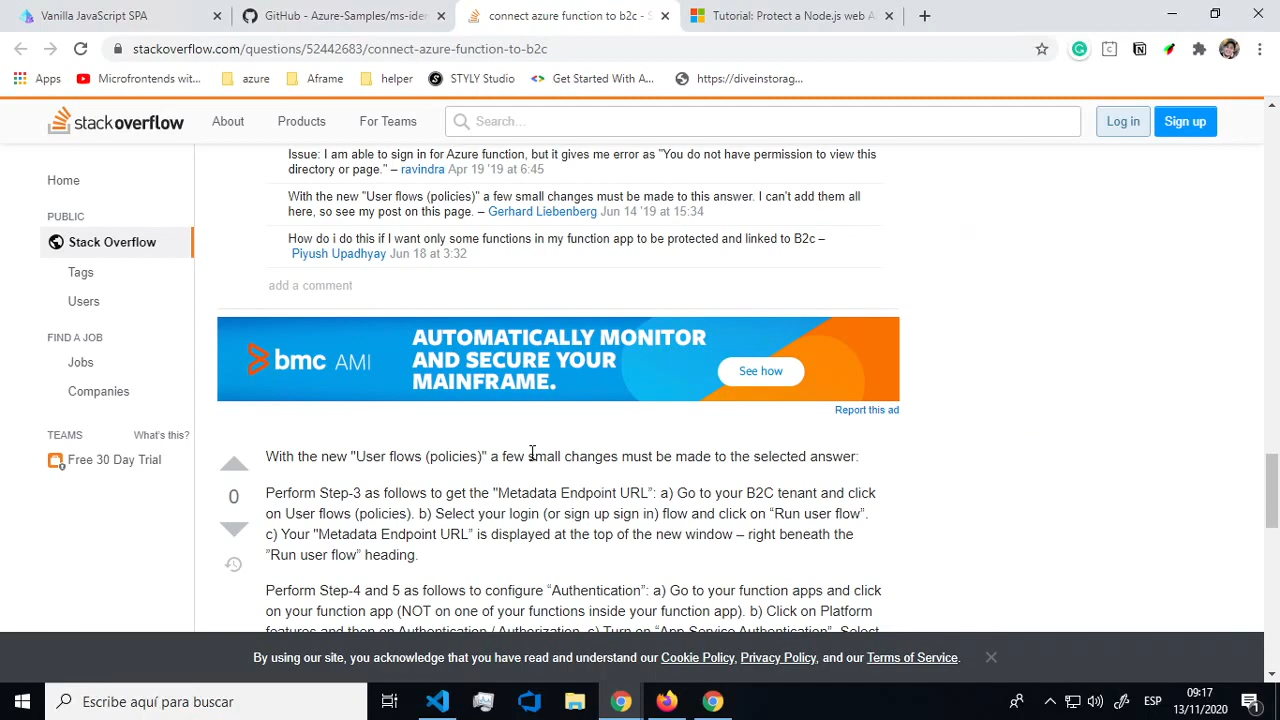 Vanilla JavaScript SPA
GitHub - Azure-Samples/ms-ide
connect azure function to b2c - S
Tutorial: Protect a Node.js web A
stackoverflow.com/questions/52442683/connect-azure-function-to-b2c
Apps
Microfrontends wit...
azure
Aframe
helper
STYLY Studio
Get Started With A...
https://diveinstorag...
stackoverflow
About
Products
For Teams
Search...
Log in
Sign up
Home
PUBLIC
Stack Overflow
Tags
Users
FIND A JOB
Jobs
Companies
TEAMS
What's this?
Free 30 Day Trial
Issue: I am able to sign in for Azure function, but it gives me error as "You do not have permission to view this
directory or page." – ravindra Apr 19 '19 at 6:45
With the new "User flows (policies)" a few small changes must be made to this answer. I can't add them all
here, so see my post on this page. – Gerhard Liebenberg Jun 14 '19 at 15:34
How do i do this if I want only some functions in my function app to be protected and linked to B2c –
Piyush Upadhyay Jun 18 at 3:32
add a comment
bmc AMI
AUTOMATICALLY MONITOR
AND SECURE YOUR
MAINFRAME.
See how
Report this ad
0
With the new "User flows (policies)" a few small changes must be made to the selected answer:
Perform Step-3 as follows to get the "Metadata Endpoint URL”: a) Go to your B2C tenant and click
on User flows (policies). b) Select your login (or sign up sign in) flow and click on “Run user flow”.
c) Your "Metadata Endpoint URL” is displayed at the top of the new window – right beneath the
”Run user flow” heading.
Perform Step-4 and 5 as follows to configure “Authentication”: a) Go to your function apps and click
on your function app (NOT on one of your functions inside your function app). b) Click on Platform
features and then on Authentication / Authorization. c) Turn on “App Service Authentication”. Select
By using our site, you acknowledge that you have read and understand our Cookie Policy, Privacy Policy, and our Terms of Service.
Escribe aquí para buscar
ESP
09:17
13/11/2020
1